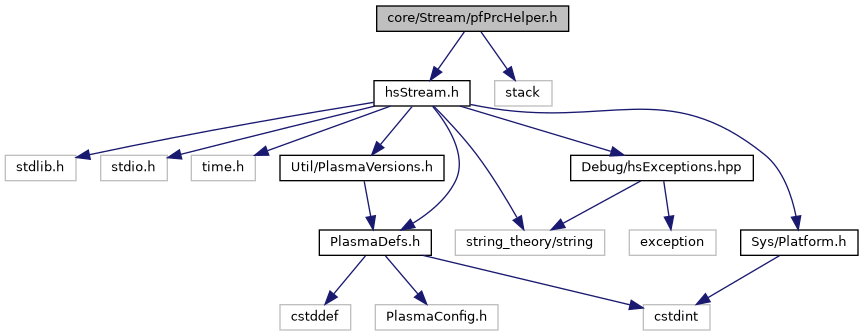 core/Stream/pfPrcHelper.h
hsStream.h
stack
stdlib.h
stdio.h
time.h
Util/PlasmaVersions.h
Debug/hsExceptions.hpp
PlasmaDefs.h
string_theory/string
exception
Sys/Platform.h
cstddef
PlasmaConfig.h
cstdint